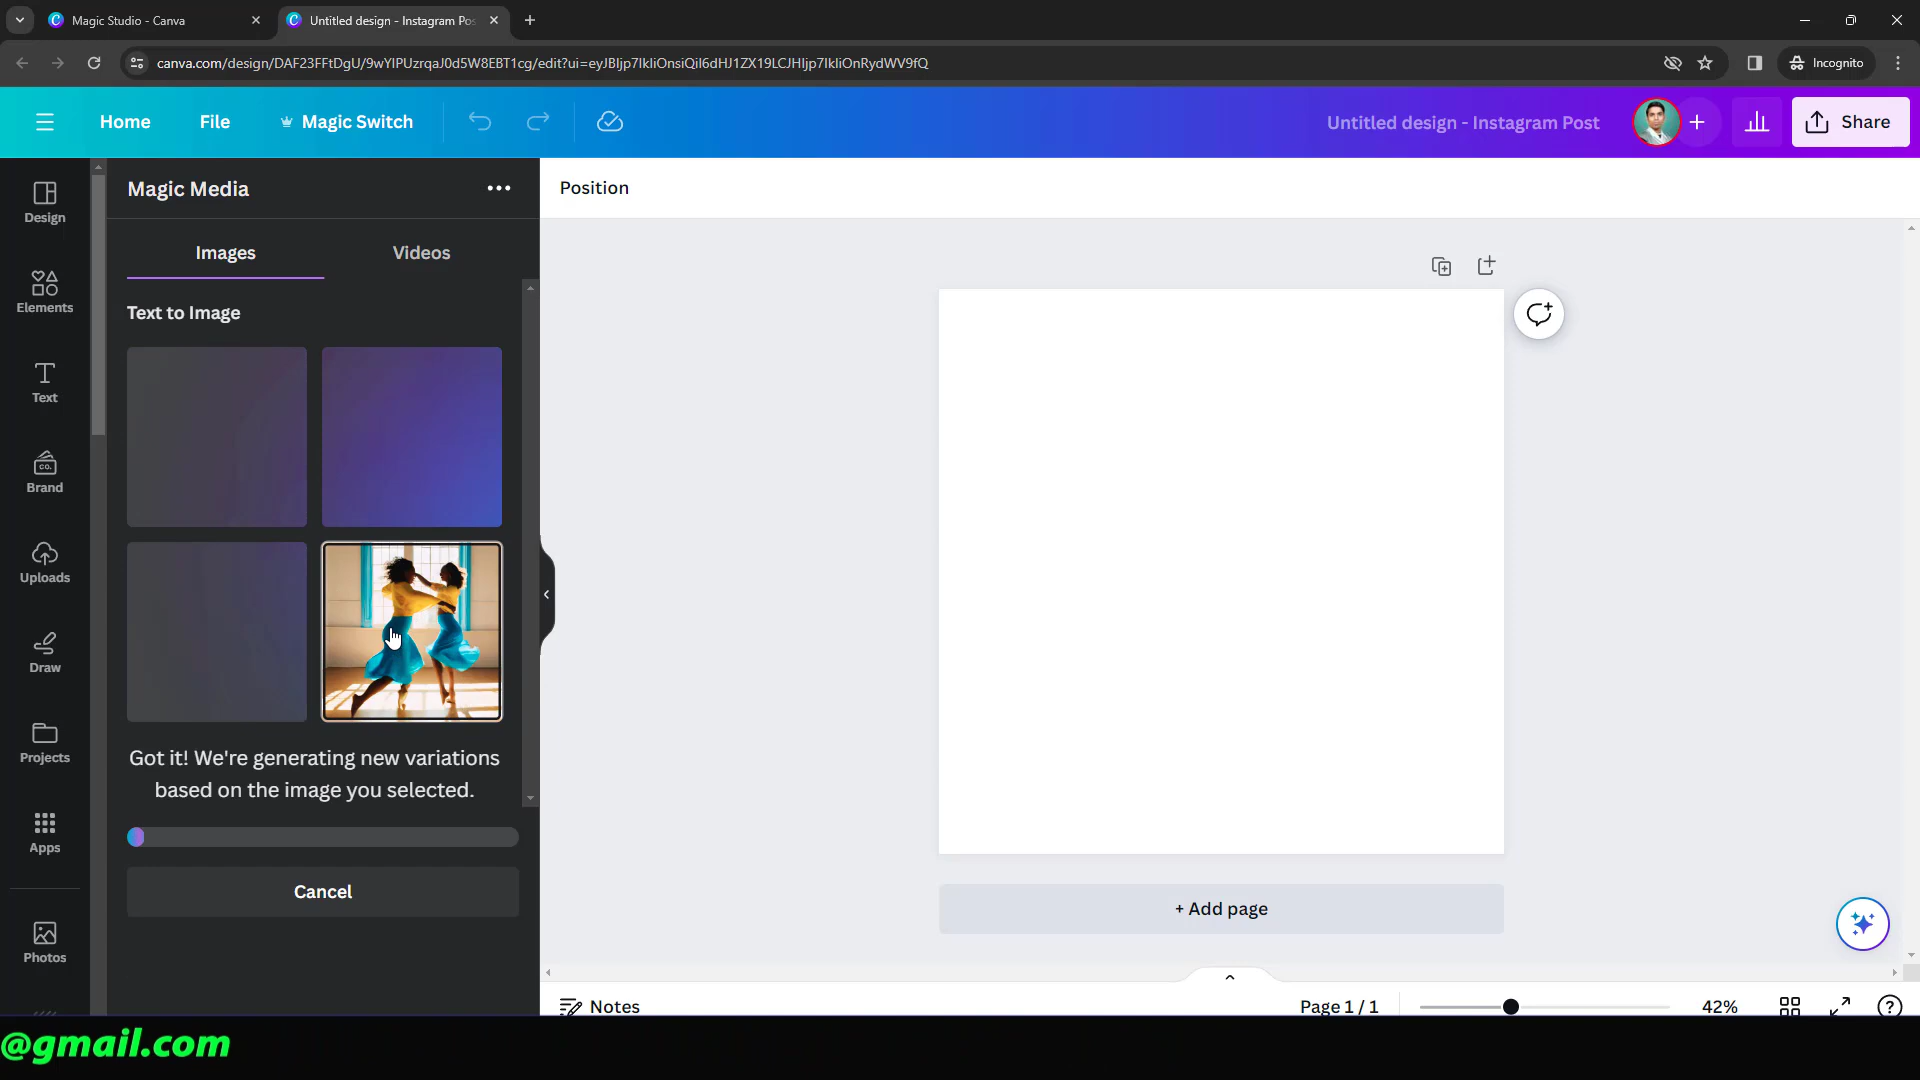 Magic Studio - Canva
Untitled design - Instagram Pos
canva.com/design/DAF23FFtDgU/9wYIPUzrqaJ0d5W8EBT1cg/edit?ui=eyJBIjp7IkIiOnsiQiI6dHJ1ZX19LCJHIjp7IkIiOnRydWV9fQ
Incognito
Home
File
Magic Switch
Untitled design - Instagram Post
Share
Design
Elements
Text
Brand
CO.
Uploads
Draw
Projects
Apps
Photos
Magic Media
Images
Videos
Text to Image
Got it! We're generating new variations
based on the image you selected.
Cancel
Position
+ Add page
Notes
Page 1 / 1
42%
@gmail.com